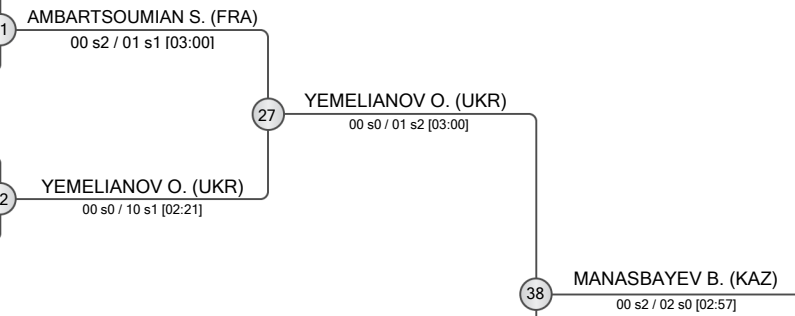 1
AMBARTSOUMIAN S. (FRA)
00 s2 / 01 s1 [03:00]
27
YEMELIANOV O. (UKR)
00 s0 / 01 s2 [03:00]
2
YEMELIANOV O. (UKR)
00 s0 / 10 s1 [02:21]
38
MANASBAYEV B. (KAZ)
00 s2 / 02 s0 [02:57]